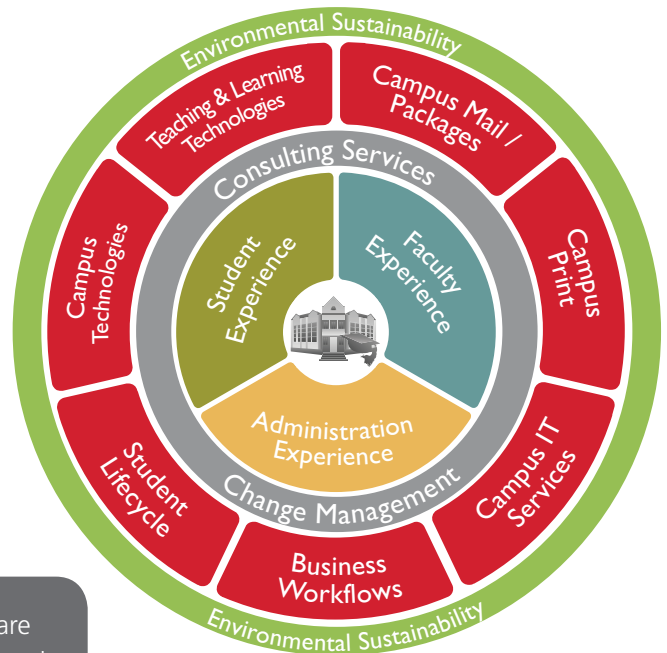 Environmental Sustainability
Teaching & Learning
Technologies
Campus Mail /
Packages
Campus
Print
Campus IT
Services
Business
Workflows
Student
Lifecycle
Campus
Technologies
Consulting Services
Change Management
Student
Experience
Faculty
Experience
Administration
Experience
Environmental Sustainability
are